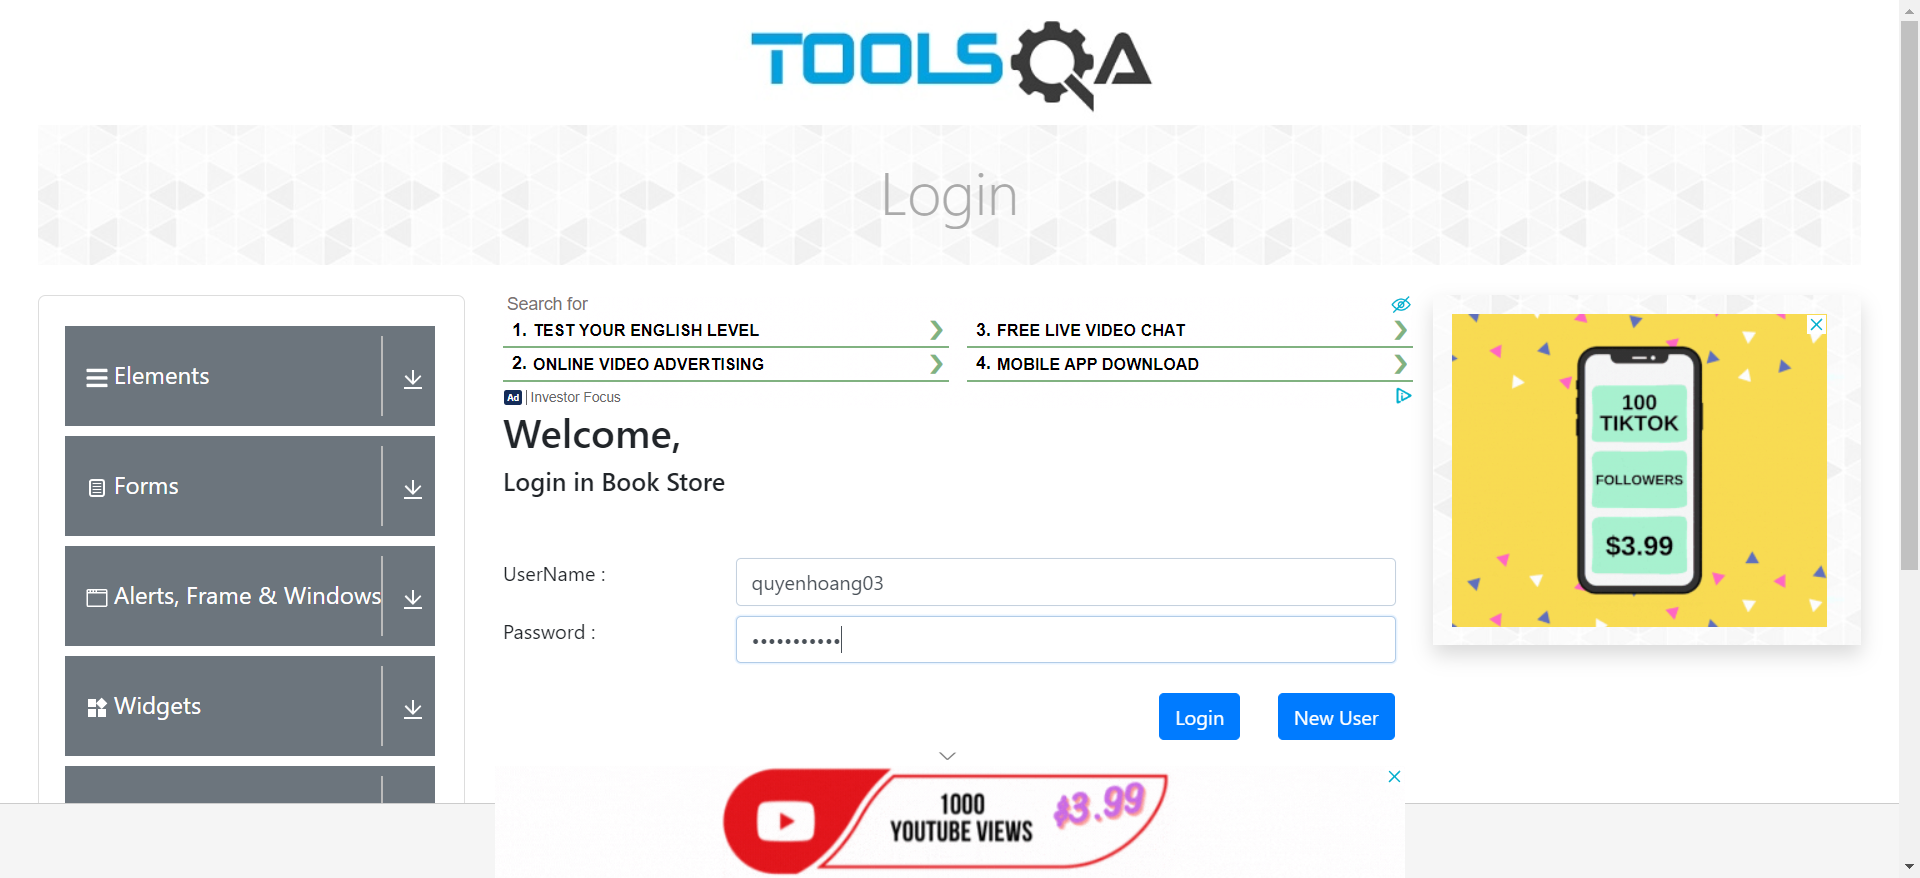 TOOLSQA
Login
Elements
Forms
Alerts, Frame & Windows
Widgets
Search for
1. TEST YOUR ENGLISH LEVEL
2. ONLINE VIDEO ADVERTISING
3. FREE LIVE VIDEO CHAT
4. MOBILE APP DOWNLOAD
Ad | Investor Focus
Welcome,
Login in Book Store
UserName :
quyenhoang03
Password :
•••••••••••
Login
New User
100
TIKTOK
FOLLOWERS
$3.99
1000
YOUTUBE VIEWS
$3.99